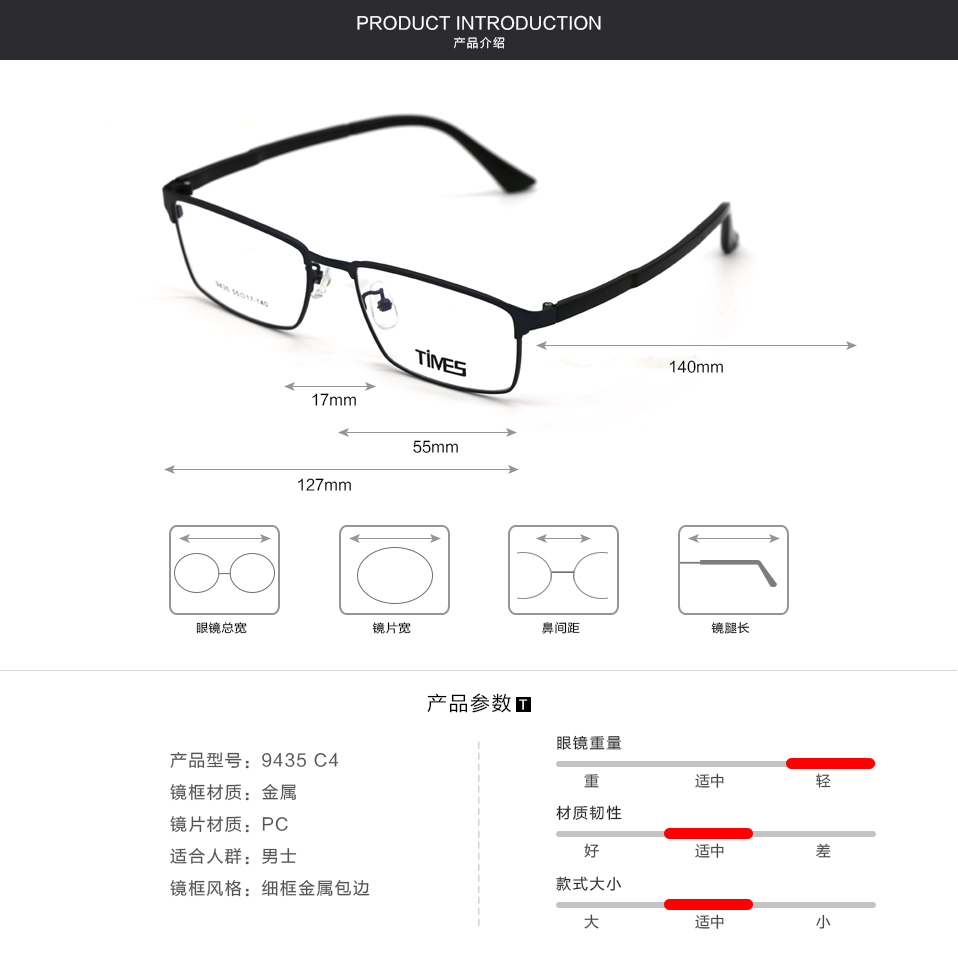 PRODUCT INTRODUCTION
产品介绍
9435 55□17-140
TiMES
140mm
17mm
55mm
127mm
眼镜总宽
镜片宽
鼻间距
镜腿长
产品参数 T
产品型号：9435 C4
镜框材质：金属
镜片材质：PC
适合人群：男士
镜框风格：细框金属包边
眼镜重量
重 适中 轻
材质韧性
好 适中 差
款式大小
大 适中 小